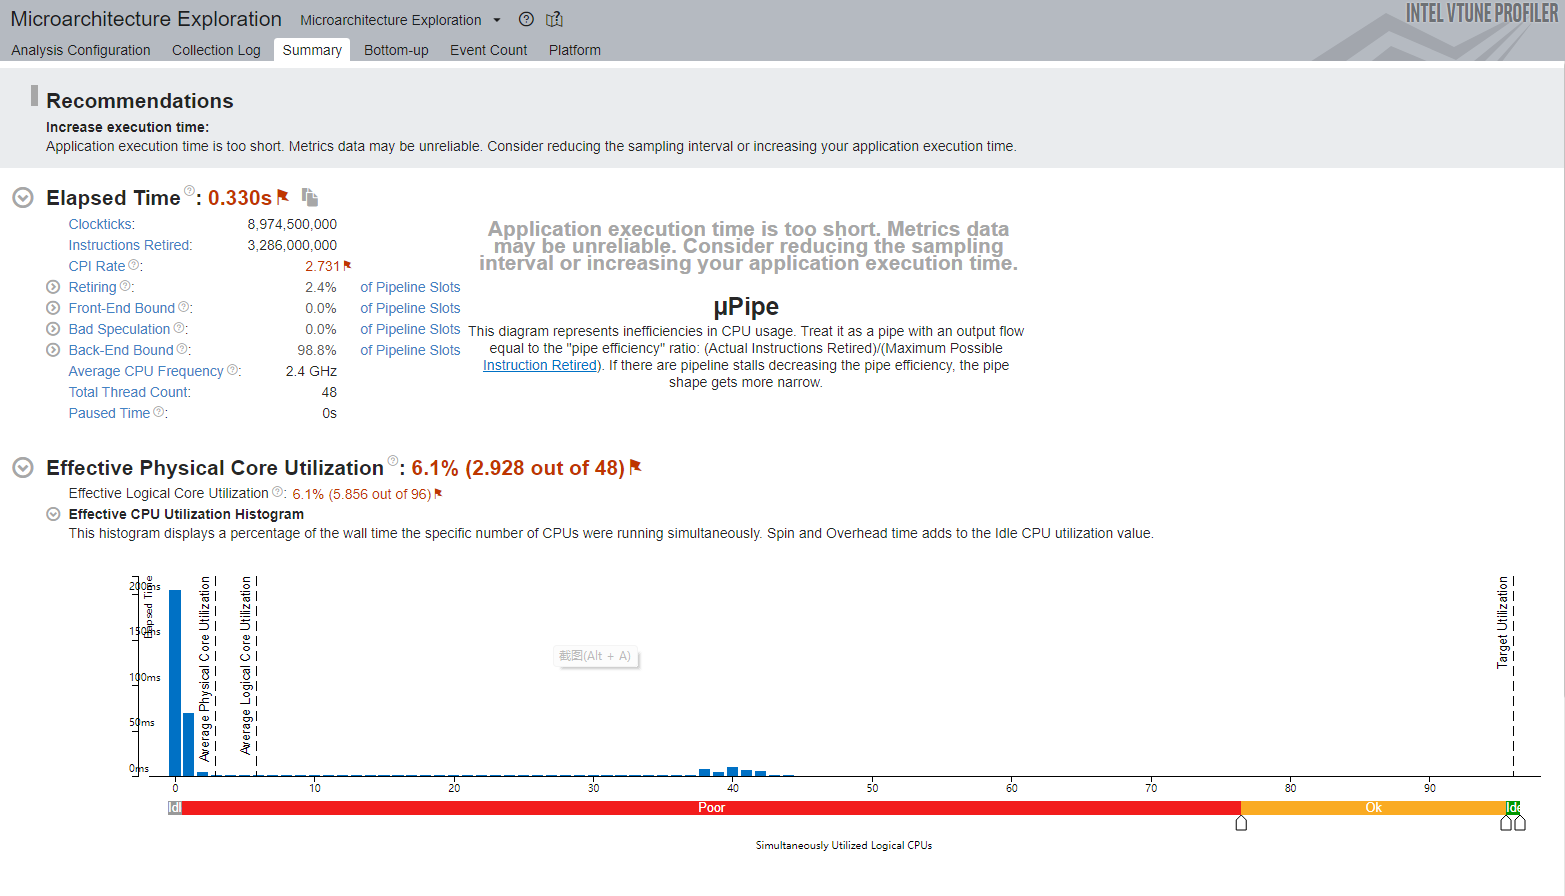 Microarchitecture Exploration Microarchitecture Exploration
INTEL VTUNE PROFILER
Analysis Configuration Collection Log Summary Bottom-up Event Count Platform
Recommendations
Increase execution time:
Application execution time is too short. Metrics data may be unreliable. Consider reducing the sampling interval or increasing your application execution time.
Elapsed Time : 0.330s
Clockticks: 8,974,500,000
Instructions Retired: 3,286,000,000
CPI Rate : 2.731
Retiring : 2.4% of Pipeline Slots
Front-End Bound : 0.0% of Pipeline Slots
Bad Speculation : 0.0% of Pipeline Slots
Back-End Bound : 98.8% of Pipeline Slots
Average CPU Frequency : 2.4 GHz
Total Thread Count: 48
Paused Time : 0s
Application execution time is too short. Metrics data
may be unreliable. Consider reducing the sampling
interval or increasing your application execution time.
µPipe
This diagram represents inefficiencies in CPU usage. Treat it as a pipe with an output flow
equal to the "pipe efficiency" ratio: (Actual Instructions Retired)/(Maximum Possible
Instruction Retired). If there are pipeline stalls decreasing the pipe efficiency, the pipe
shape gets more narrow.
Effective Physical Core Utilization : 6.1% (2.928 out of 48)
Effective Logical Core Utilization : 6.1% (5.856 out of 96)
Effective CPU Utilization Histogram
This histogram displays a percentage of the wall time the specific number of CPUs were running simultaneously. Spin and Overhead time adds to the Idle CPU utilization value.
Elapsed Time
200ms
150ms
100ms
50ms
0ms
Average Physical Core Utilization
Average Logical Core Utilization
Target Utilization
截图(Alt + A)
0 10 20 30 40 50 60 70 80 90
Idl Poor Ok Ide
Simultaneously Utilized Logical CPUs